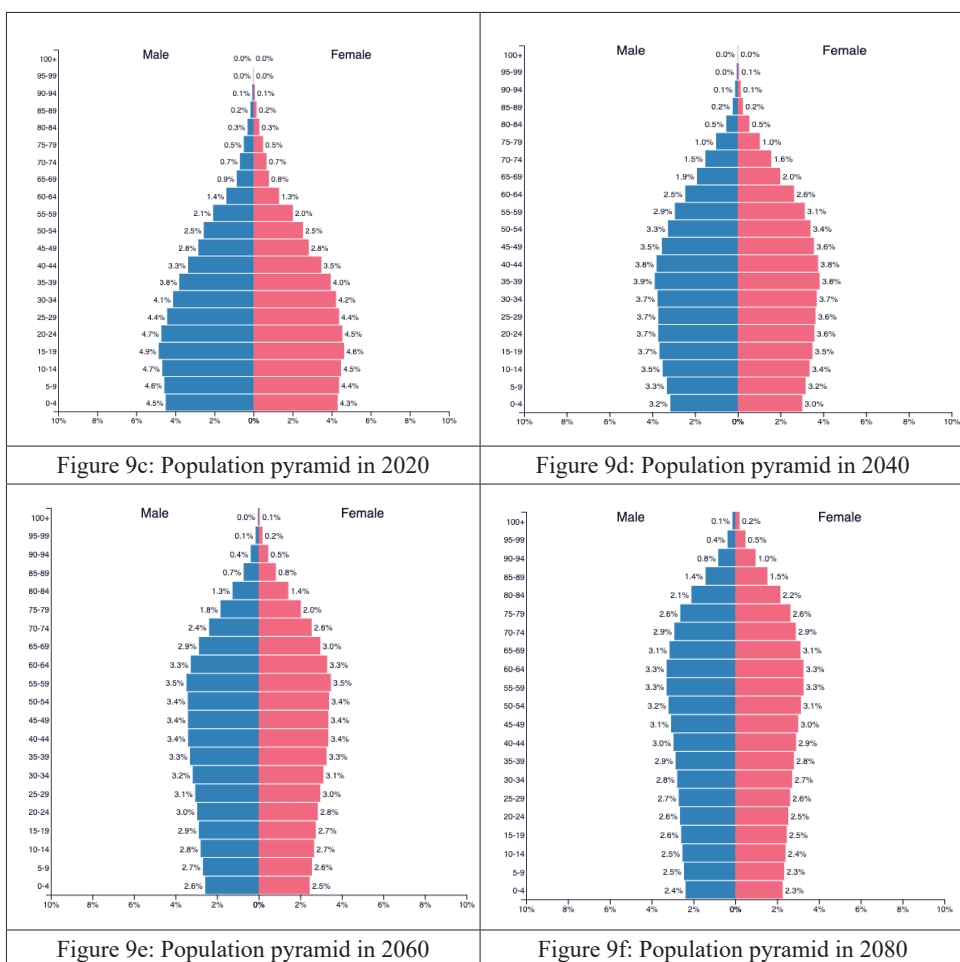 Male Female
100+ 0.0% 0.0%
95-99 0.0% 0.0%
90-94 0.1% 0.1%
85-89 0.2% 0.2%
80-84 0.3% 0.3%
75-79 0.5% 0.5%
70-74 0.7% 0.7%
65-69 0.9% 0.8%
60-64 1.4% 1.3%
55-59 2.1% 2.0%
50-54 2.5% 2.5%
45-49 2.8% 2.8%
40-44 3.3% 3.5%
35-39 3.8% 4.0%
30-34 4.1% 4.2%
25-29 4.4% 4.4%
20-24 4.7% 4.5%
15-19 4.9% 4.6%
10-14 4.7% 4.5%
5-9 4.6% 4.4%
0-4 4.5% 4.3%
10% 8% 6% 4% 2% 0% 2% 4% 6% 8% 10%
Figure 9c: Population pyramid in 2020
Male Female
100+ 0.0% 0.0%
95-99 0.0% 0.1%
90-94 0.1% 0.1%
85-89 0.2% 0.2%
80-84 0.5% 0.5%
75-79 1.0% 1.0%
70-74 1.5% 1.6%
65-69 1.9% 2.0%
60-64 2.5% 2.6%
55-59 2.9% 3.1%
50-54 3.3% 3.4%
45-49 3.5% 3.6%
40-44 3.8% 3.8%
35-39 3.9% 3.8%
30-34 3.7% 3.7%
25-29 3.7% 3.6%
20-24 3.7% 3.6%
15-19 3.7% 3.5%
10-14 3.5% 3.4%
5-9 3.3% 3.2%
0-4 3.2% 3.0%
10% 8% 6% 4% 2% 0% 2% 4% 6% 8% 10%
Figure 9d: Population pyramid in 2040
Male Female
100+ 0.0% 0.1%
95-99 0.1% 0.2%
90-94 0.4% 0.5%
85-89 0.7% 0.8%
80-84 1.3% 1.4%
75-79 1.8% 2.0%
70-74 2.4% 2.6%
65-69 2.9% 3.0%
60-64 3.3% 3.3%
55-59 3.5% 3.5%
50-54 3.4% 3.4%
45-49 3.4% 3.4%
40-44 3.4% 3.4%
35-39 3.3% 3.3%
30-34 3.2% 3.1%
25-29 3.1% 3.0%
20-24 3.0% 2.8%
15-19 2.9% 2.7%
10-14 2.8% 2.7%
5-9 2.7% 2.6%
0-4 2.6% 2.5%
10% 8% 6% 4% 2% 0% 2% 4% 6% 8% 10%
Figure 9e: Population pyramid in 2060
Male Female
100+ 0.1% 0.2%
95-99 0.4% 0.5%
90-94 0.8% 1.0%
85-89 1.4% 1.5%
80-84 2.1% 2.2%
75-79 2.6% 2.6%
70-74 2.9% 2.9%
65-69 3.1% 3.1%
60-64 3.3% 3.3%
55-59 3.3% 3.3%
50-54 3.2% 3.1%
45-49 3.1% 3.0%
40-44 3.0% 2.9%
35-39 2.9% 2.8%
30-34 2.8% 2.7%
25-29 2.7% 2.6%
20-24 2.6% 2.5%
15-19 2.6% 2.5%
10-14 2.5% 2.4%
5-9 2.5% 2.3%
0-4 2.4% 2.3%
10% 8% 6% 4% 2% 0% 2% 4% 6% 8% 10%
Figure 9f: Population pyramid in 2080